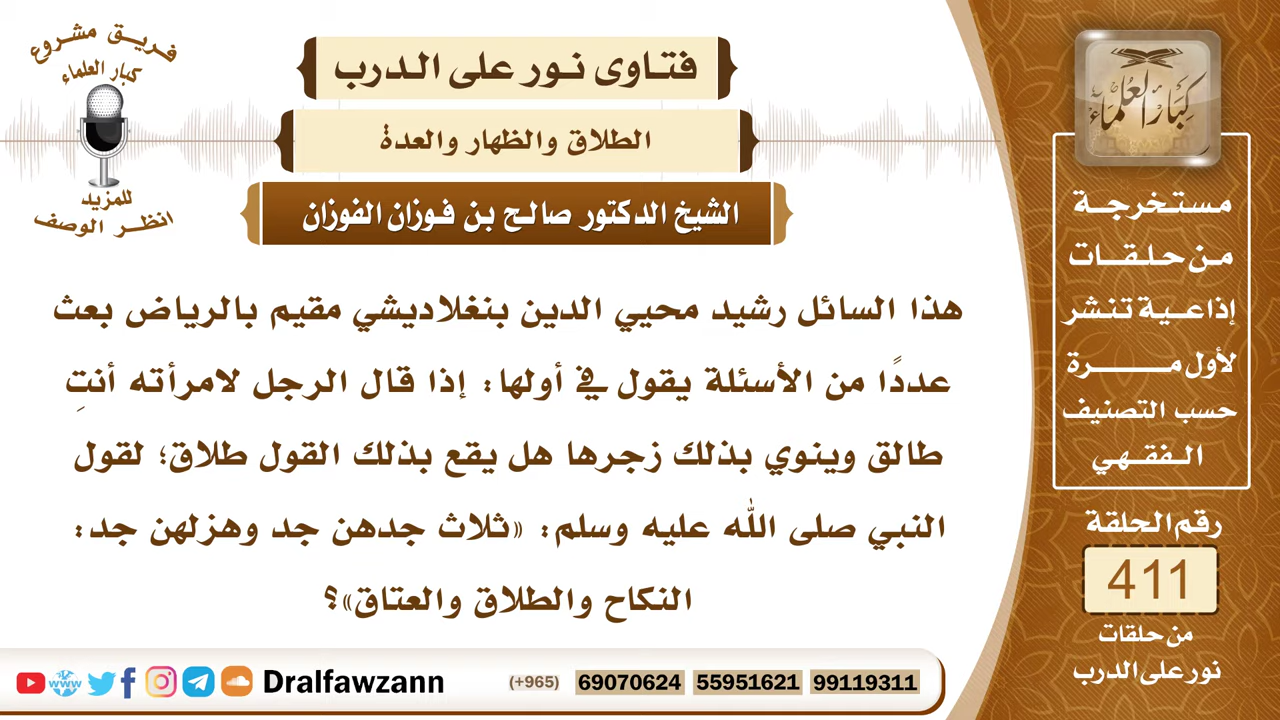 فريق مشروع
كبار العلماء
للمزيد
انظر الوصف
فتاوى نور على الدرب
الطلاق والظهار والعدة
الشيخ الدكتور صالح بن فوزان الفوزان
هذا السائل رشيد محيي الدين بنغلاديشي مقيم بالرياض بعث
عددًا من الأسئلة يقول في أولها: إذا قال الرجل لامرأته أنتِ
طالق وينوي بذلك زجرها هل يقع بذلك القول طلاق؛ لقول
النبي صلى الله عليه وسلم: «ثلاث جدهن جد وهزلهن جد:
النكاح والطلاق والعتاق»؟
كبار العلماء
مستخرجة
من حلقات
إذاعية تنشر
لأول مرة
حسب التصنيف
الفقهي
رقم الحلقة
411
من حلقات
نور على الدرب
www Dralfawzann (+965) 69070624 55951621 99119311